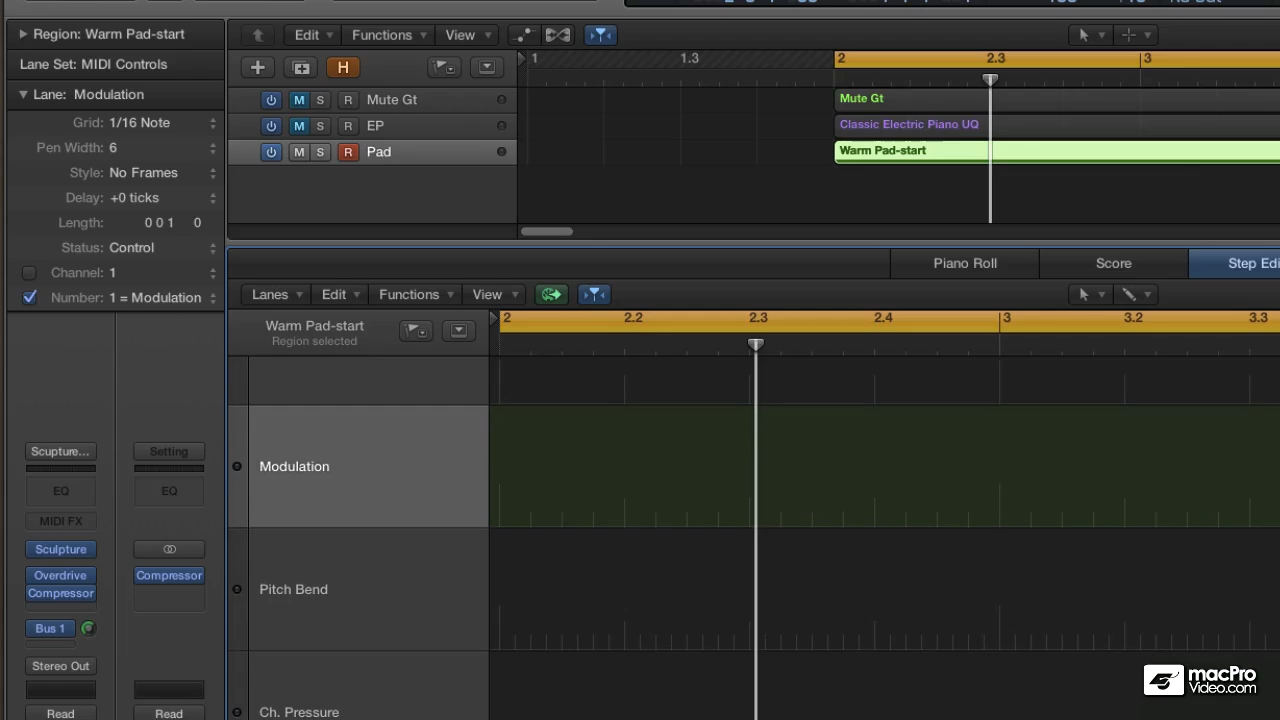 Region: Warm Pad-start
Lane Set: MIDI Controls
Lane: Modulation
Grid: 1/16 Note
Pen Width: 6
Style: No Frames
Delay: +0 ticks
Length: 0 0 1 0
Status: Control
Channel: 1
Number: 1 = Modulation
Scupture...
Setting
EQ
EQ
MIDI FX
Sculpture
Overdrive
Compressor
Compressor
Bus 1
Stereo Out
Read
Read
Edit
Functions
View
H
1
1.3
2
2.3
3
M S R Mute Gt
M S R EP
M S R Pad
Mute Gt
Classic Electric Piano UQ
Warm Pad-start
Piano Roll
Score
Step Edi
Lanes
Edit
Functions
View
Warm Pad-start
Region selected
2
2.2
2.3
2.4
3
3.2
3.3
Modulation
Pitch Bend
Ch. Pressure
macPro
Video.com